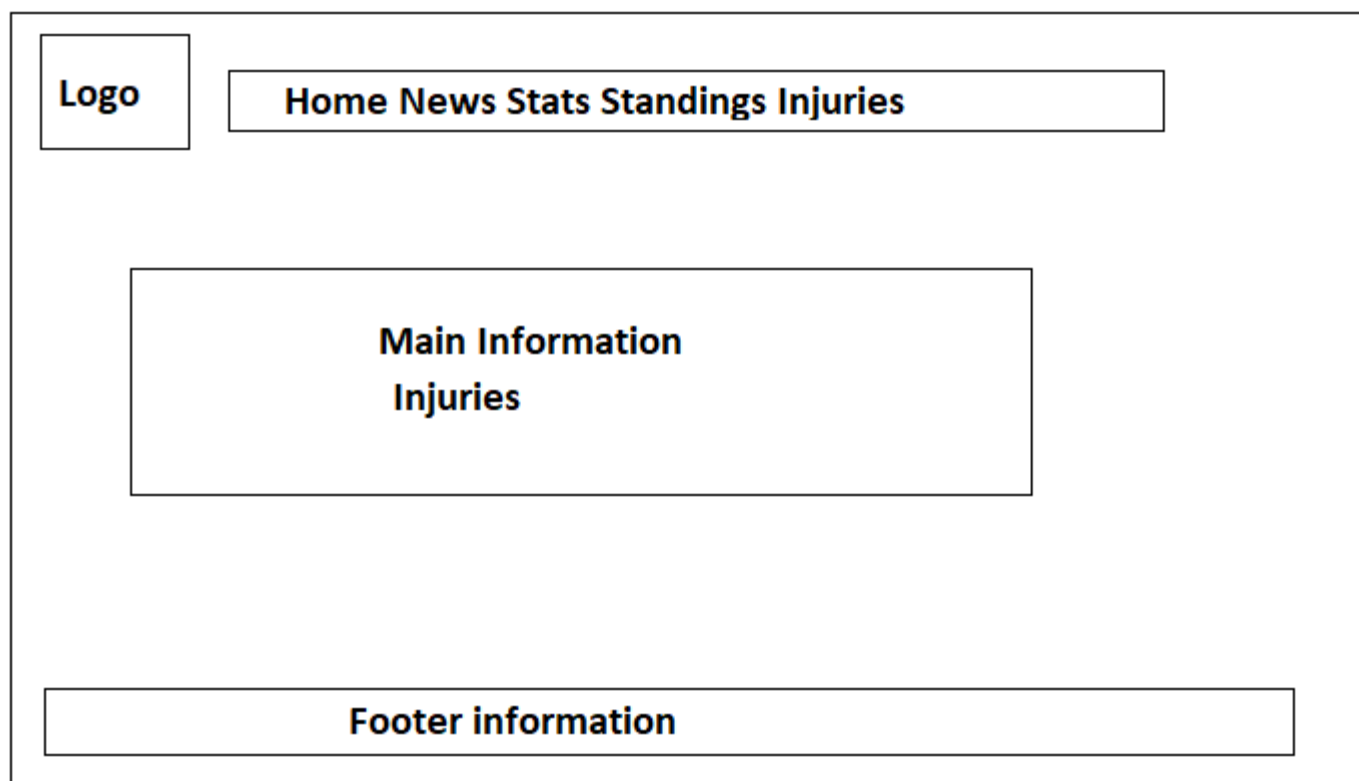 Logo
Home News Stats Standings Injuries
Main Information
Injuries
Footer information